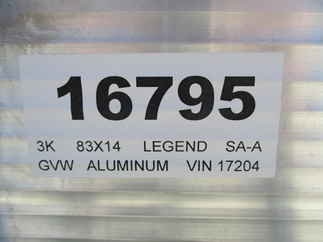 16795
3K 83X14 LEGEND SA-A
GVW ALUMINUM VIN 17204